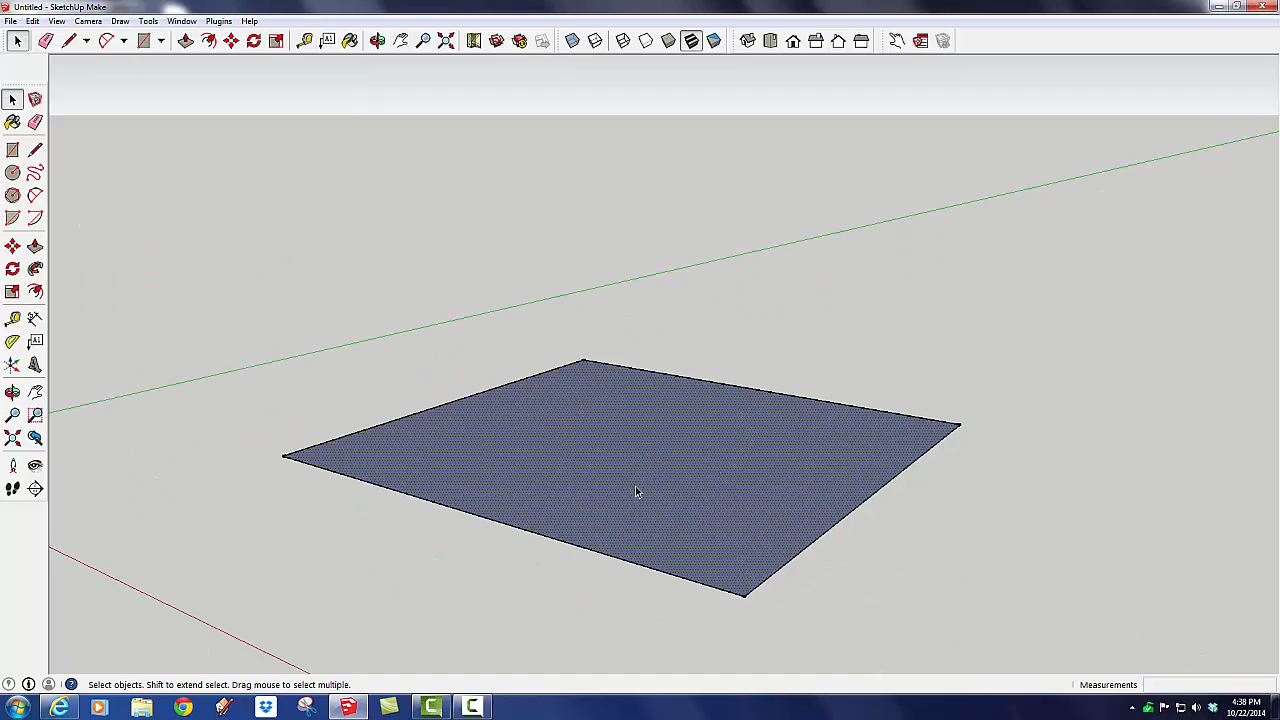 Untitled - SketchUp Make
File Edit View Camera Draw Tools Window Plugins Help
Select objects. Shift to extend select. Drag mouse to select multiple.
Measurements
4:38 PM
10/22/2014